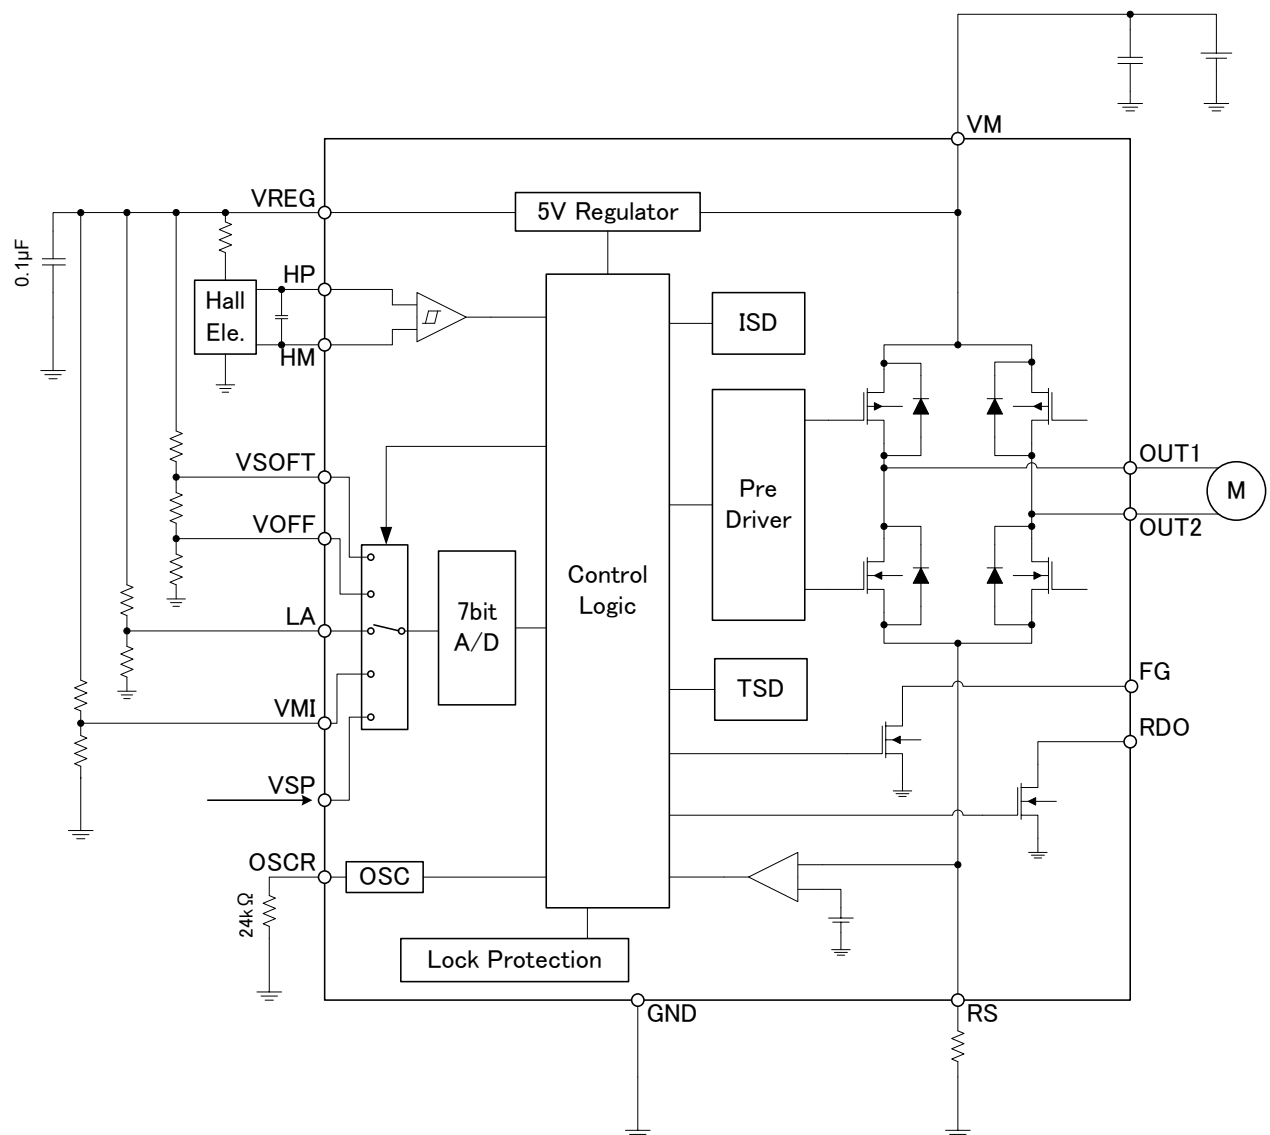 VM
VREG
5V Regulator
0.1μF
HP
Hall
Ele.
HM
ISD
VSOFT
OUT1
M
Pre
Driver
VOFF
OUT2
Control
Logic
LA
7bit
A/D
FG
TSD
VMI
RDO
VSP
OSCR
OSC
24kΩ
Lock Protection
GND
RS